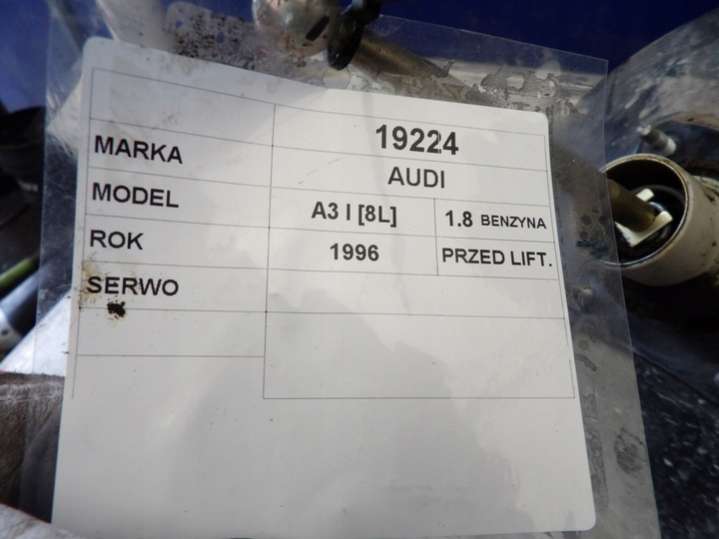 19224
MARKA AUDI
MODEL A3 I [8L] 1.8 BENZYNA
ROK 1996 PRZED LIFT.
SERWO